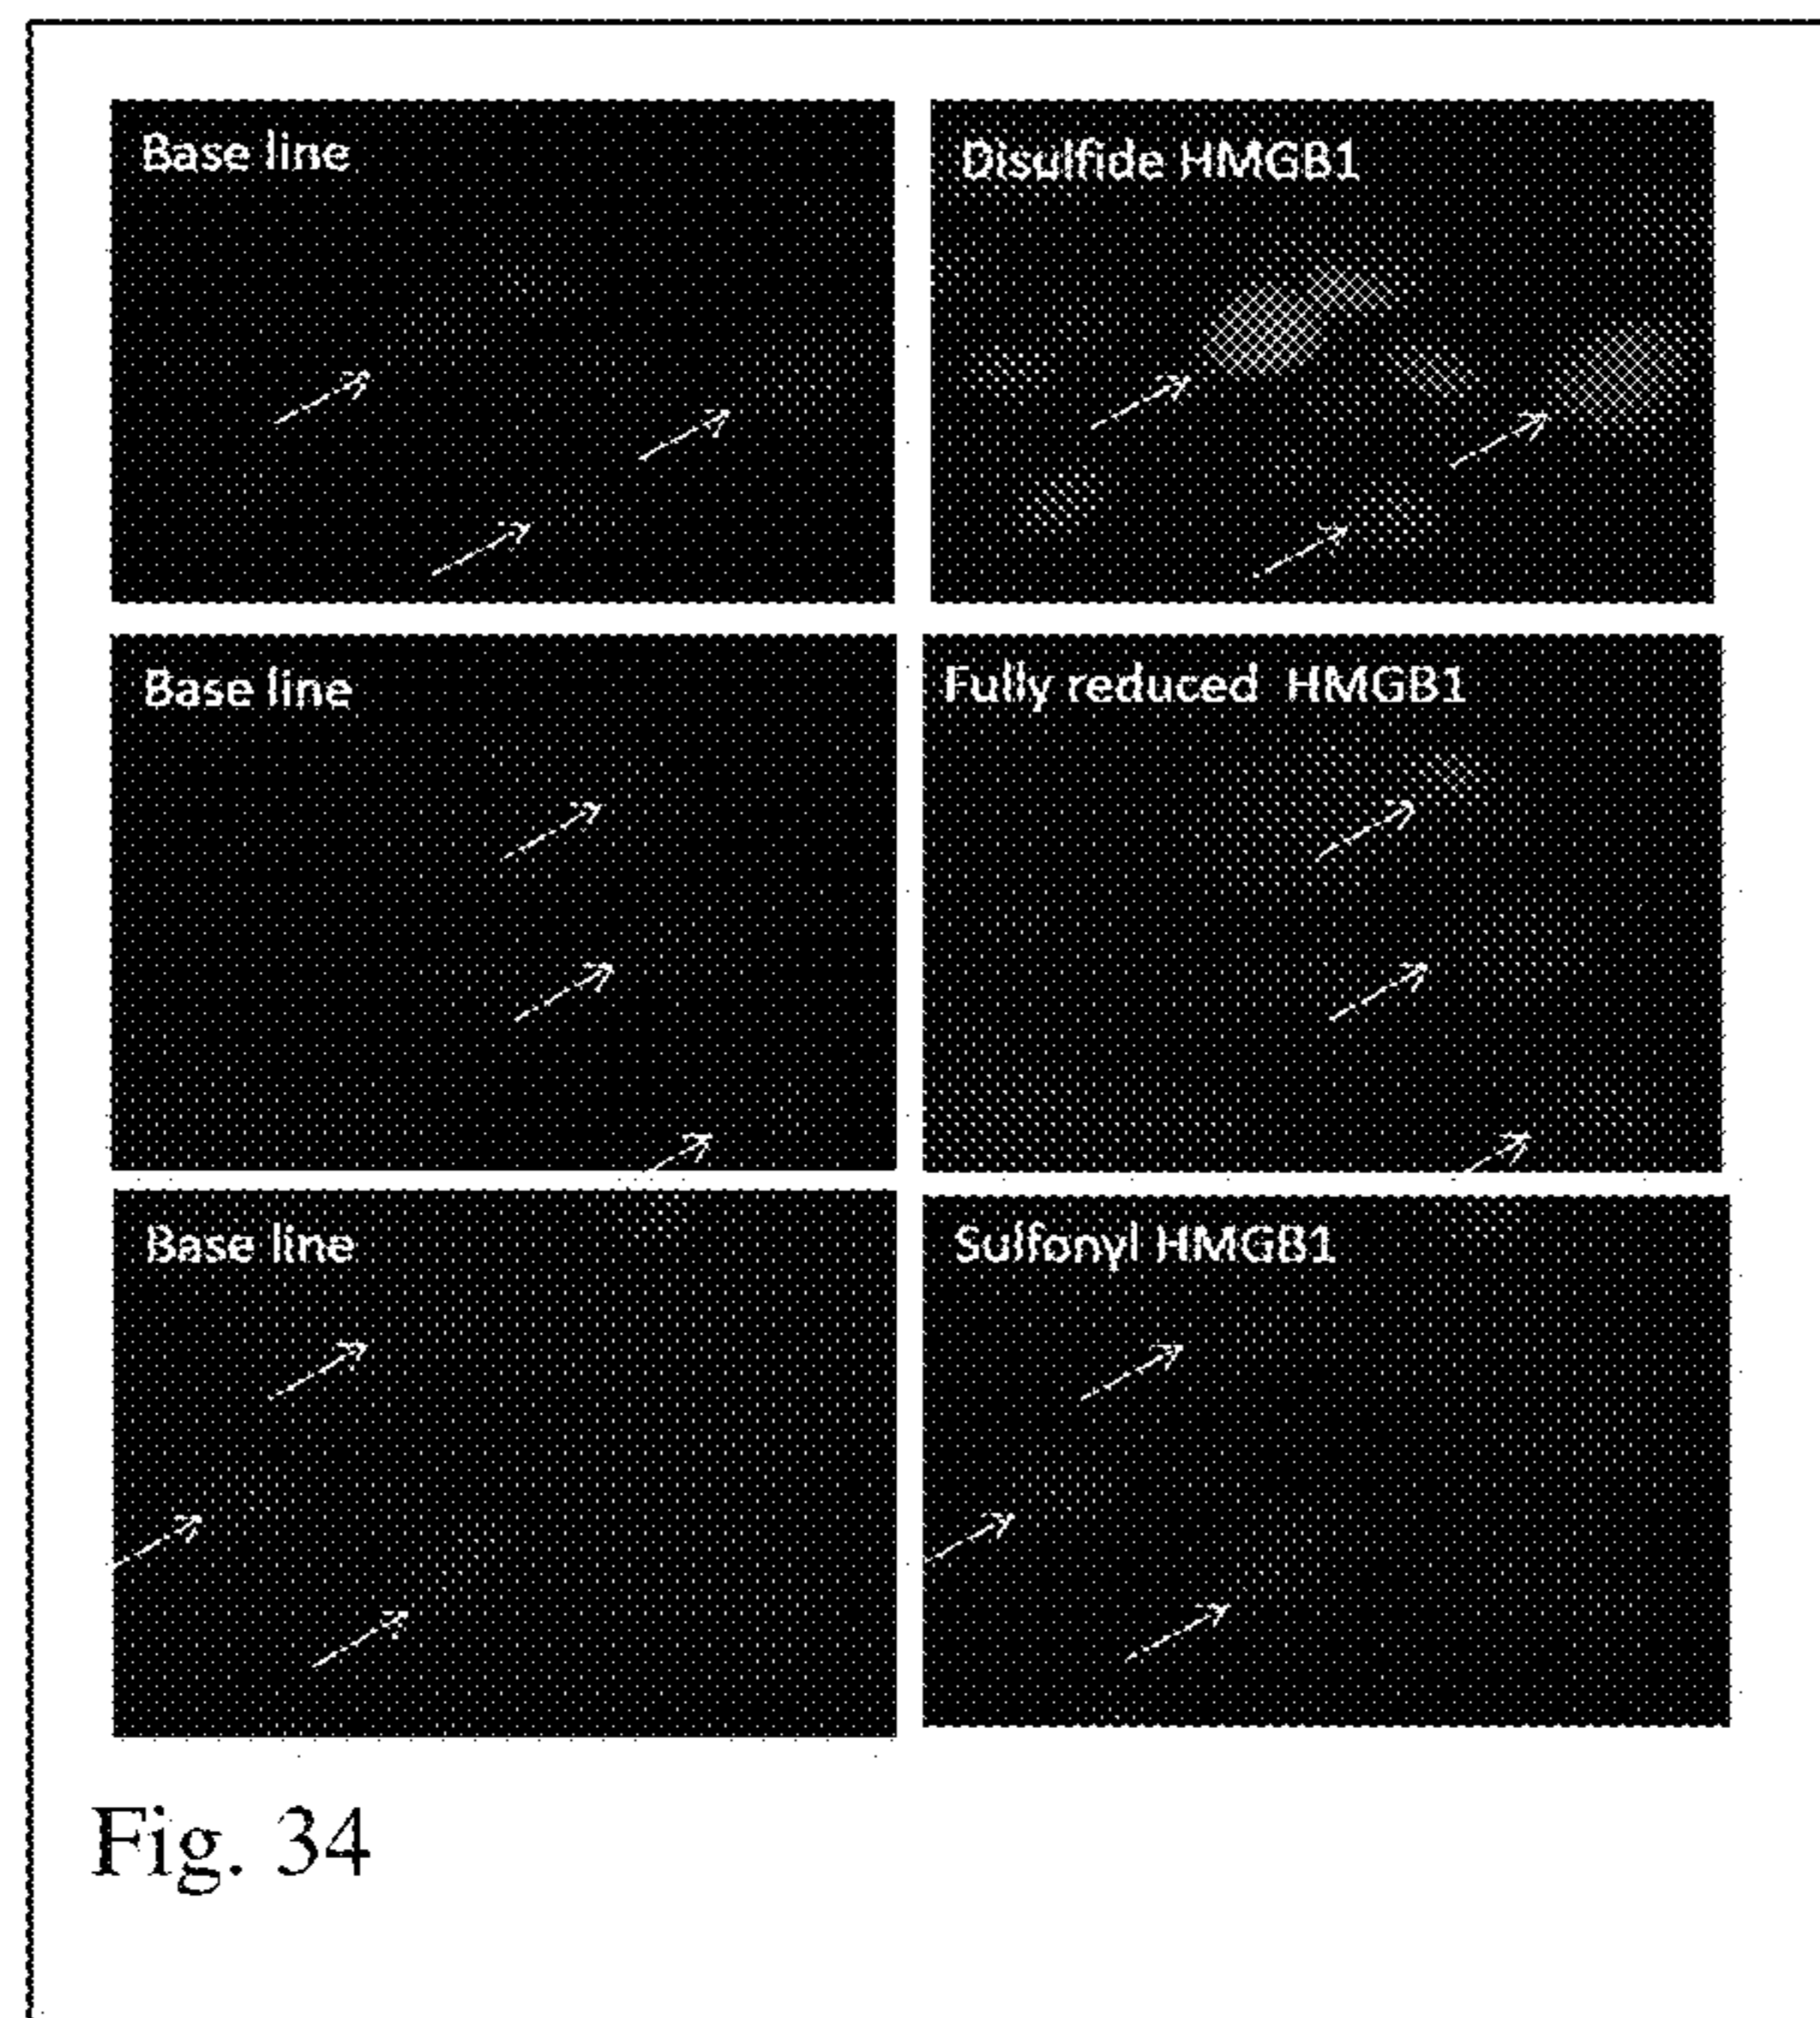 Base line
Disulfide HMGB1
Base line
Fully reduced HMGB1
Base line
Sulfonyl HMGB1
Fig. 34